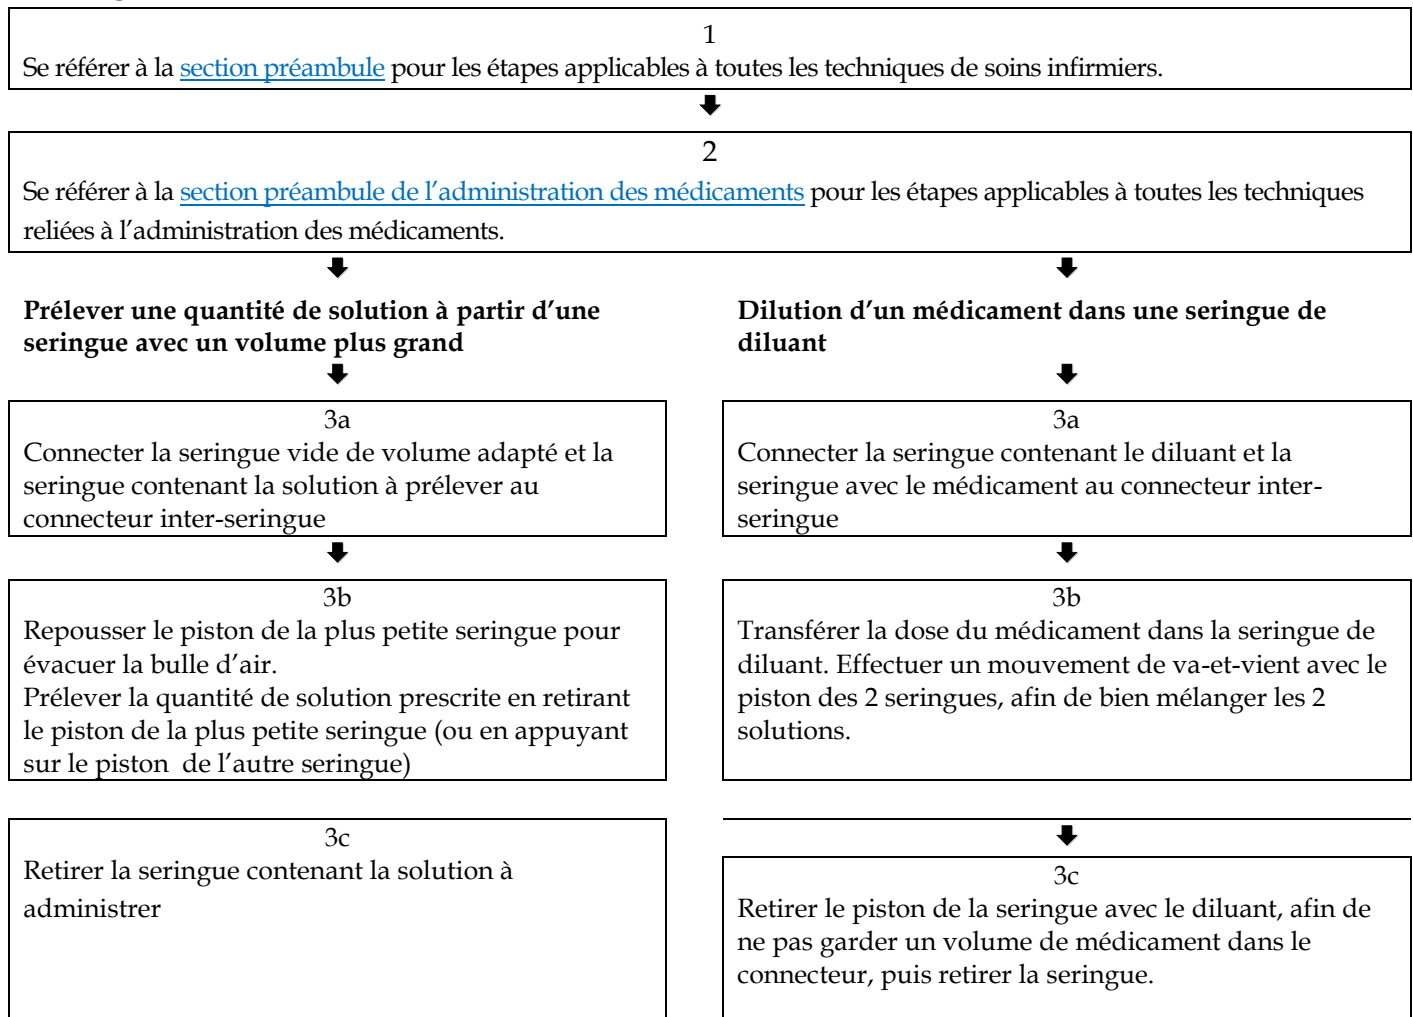 1
Se référer à la section préambule pour les étapes applicables à toutes les techniques de soins infirmiers.
2
Se référer à la section préambule de l’administration des médicaments pour les étapes applicables à toutes les techniques
reliées à l’administration des médicaments.
Prélever une quantité de solution à partir d’une
seringue avec un volume plus grand
3a
Connecter la seringue vide de volume adapté et la
seringue contenant la solution à prélever au
connecteur inter-seringue
3b
Repousser le piston de la plus petite seringue pour
évacuer la bulle d’air.
Prélever la quantité de solution prescrite en retirant
le piston de la plus petite seringue (ou en appuyant
sur le piston de l’autre seringue)
3c
Retirer la seringue contenant la solution à
administrer
Dilution d’un médicament dans une seringue de
diluant
3a
Connecter la seringue contenant le diluant et la
seringue avec le médicament au connecteur inter-
seringue
3b
Transférer la dose du médicament dans la seringue de
diluant. Effectuer un mouvement de va-et-vient avec le
piston des 2 seringues, afin de bien mélanger les 2
solutions.
3c
Retirer le piston de la seringue avec le diluant, afin de
ne pas garder un volume de médicament dans le
connecteur, puis retirer la seringue.